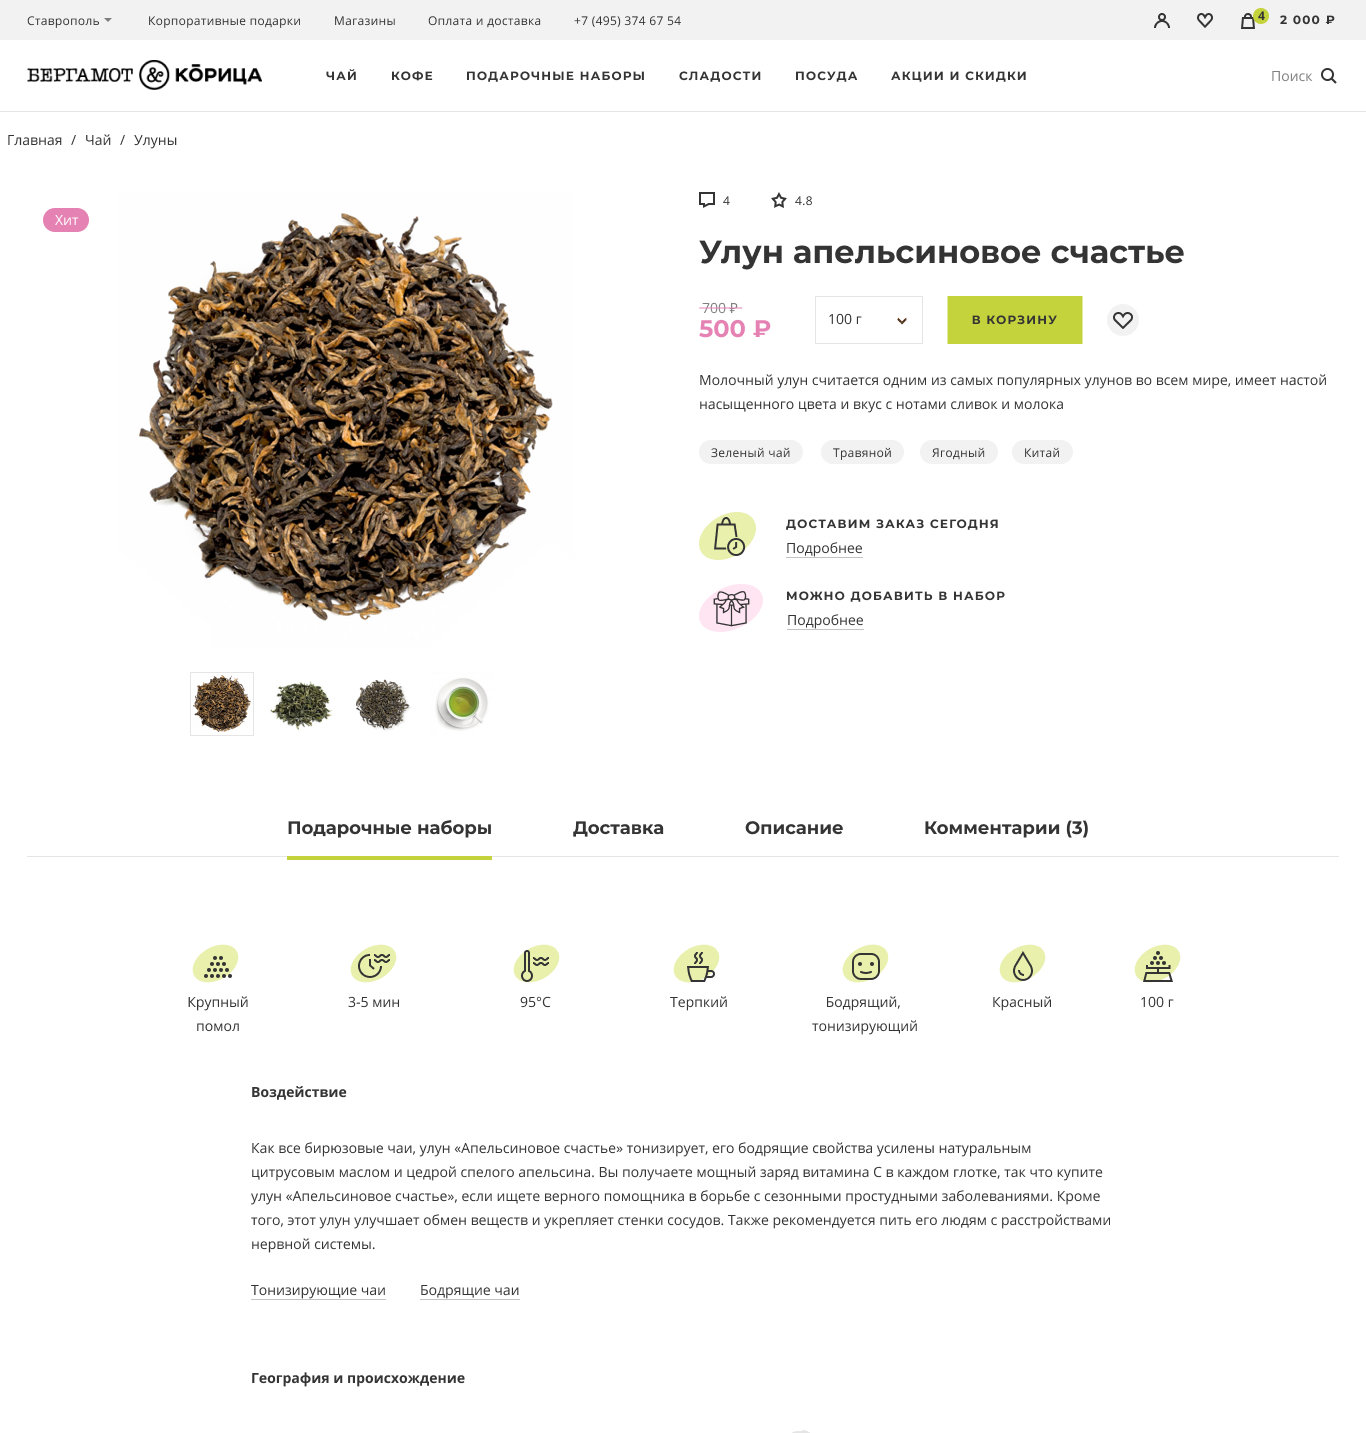 Ставрополь Корпоративные подарки Магазины Оплата и доставка +7 (495) 374 67 54 4 2 000 ₽
БЕРГАМОТ & КОРИЦА ЧАЙ КОФЕ ПОДАРОЧНЫЕ НАБОРЫ СЛАДОСТИ ПОСУДА АКЦИИ И СКИДКИ Поиск
Главная / Чай / Улуны
Хит
4 4.8
Улун апельсиновое счастье
700 ₽
500 ₽
100 г
В КОРЗИНУ
Молочный улун считается одним из самых популярных улунов во всем мире, имеет настой
насыщенного цвета и вкус с нотами сливок и молока
Зеленый чай Травяной Ягодный Китай
ДОСТАВИМ ЗАКАЗ СЕГОДНЯ
Подробнее
МОЖНО ДОБАВИТЬ В НАБОР
Подробнее
Подарочные наборы Доставка Описание Комментарии (3)
Крупный
помол
3-5 мин
95°C
Терпкий
Бодрящий,
тонизирующий
Красный
100 г
Воздействие
Как все бирюзовые чаи, улун «Апельсиновое счастье» тонизирует, его бодрящие свойства усилены натуральным
цитрусовым маслом и цедрой спелого апельсина. Вы получаете мощный заряд витамина С в каждом глотке, так что купите
улун «Апельсиновое счастье», если ищете верного помощника в борьбе с сезонными простудными заболеваниями. Кроме
того, этот улун улучшает обмен веществ и укрепляет стенки сосудов. Также рекомендуется пить его людям с расстройствами
нервной системы.
Тонизирующие чаи Бодрящие чаи
География и происхождение